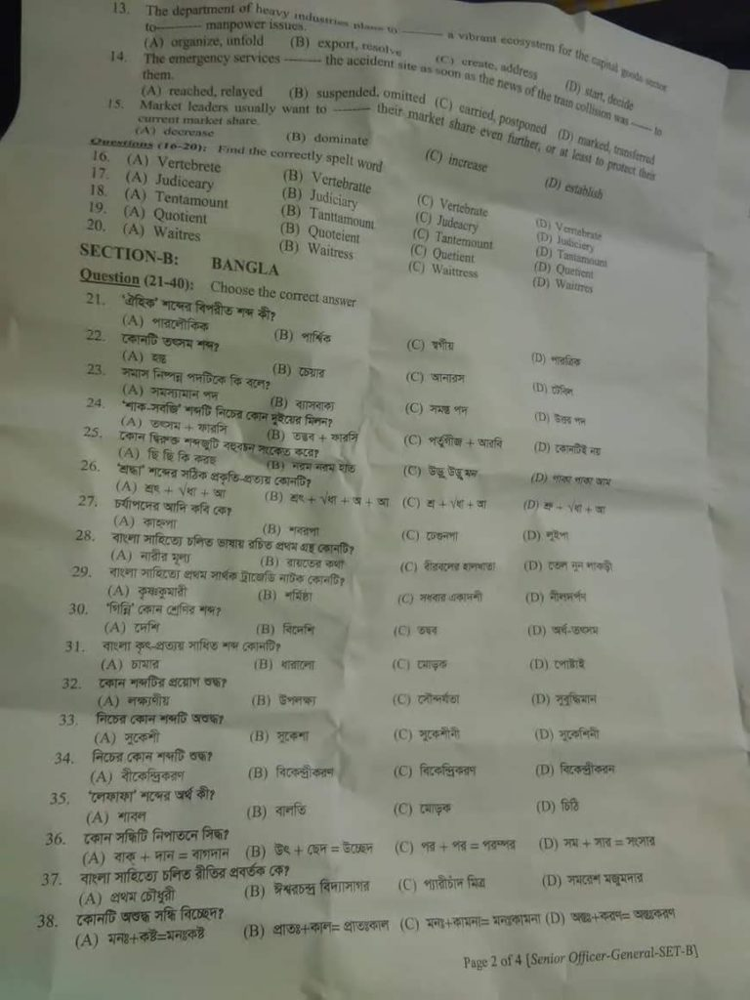 13. The department of heavy industries plans to: -------- a vibrant ecosystem for the capital goods sector
to-------- manpower issues.
(A) organize, unfold (B) export, resolve (C) create, address (D) start, decide
14. The emergency services -------- the accident site as soon as the news of the train collision was ----- to
them.
(A) reached, relayed (B) suspended, omitted (C) carried, postponed (D) marked, transferred
15. Market leaders usually want to -------- their market share even further, or at least to protect their
current market share.
(A) decrease (B) dominate (C) increase (D) establish
Questions (16-20): Find the correctly spelt word
16. (A) Vertebrete (B) Vertebratte (C) Vertebrate (D) Vernebrate
17. (A) Judiceary (B) Judiciary (C) Judeacry (D) Judiciery
18. (A) Tentamount (B) Tanttamount (C) Tantemount (D) Tantamount
19. (A) Quotient (B) Quoteient (C) Quetient (D) Quetient
20. (A) Waitres (B) Waitress (C) Waittress (D) Waitrres
SECTION-B: BANGLA
Question (21-40): Choose the correct answer
21. 'ঐহিক' শব্দের বিপরীত শব্দ কী?
(A) পারলৌকিক (B) পার্থিক (C) স্বর্গীয় (D) পারত্রিক
22. কোনটি তৎসম শব্দ?
(A) হস্ত (B) চেয়ার (C) আনারস (D) টেবিল
23. সমাস নিষ্পন্ন পদটিকে কি বলে?
(A) সমস্যমান পদ (B) ব্যাসবাক্য (C) সমস্ত পদ (D) উত্তর পদ
24. 'শাক-সবজি' শব্দটি নিচের কোন দুইয়ের মিলন?
(A) তৎসম + ফারসি (B) তদ্ভব + ফারসি (C) পর্তুগীজ + আরবি (D) কোনটিই নয়
25. কোন দ্বিরুক্ত শব্দজুটি বহুবচন সংকেত করে?
(A) ছি ছি কি করছ (B) নরম নরম হাত (C) উড়ু উড়ু মন (D) পাকা পাকা আম
26. 'শ্রদ্ধা' শব্দের সঠিক প্রকৃতি-প্রত্যয় কোনটি?
(A) শ্রৎ + √ধা + আ (B) শ্রৎ + √ধা + অ + আ (C) শ্র + √ধা + আ (D) শ্রু + √ধা + আ
27. চর্যাপদের আদি কবি কে?
(A) কাহ্নপা (B) শবরপা (C) ঢেণ্ডনপা (D) লুইপা
28. বাংলা সাহিত্যে চলিত ভাষায় রচিত প্রথম গ্রন্থ কোনটি?
(A) নারীর মূল্য (B) রায়তের কথা (C) বীরবলের হালখাতা (D) তেল নুন লাকড়ী
29. বাংলা সাহিত্যে প্রথম সার্থক ট্রাজেডি নাটক কোনটি?
(A) কৃষ্ণকুমারী (B) শর্মিষ্ঠা (C) সধবার একাদশী (D) নীলদর্পন
30. 'গিন্নি' কোন শ্রেণির শব্দ?
(A) দেশি (B) বিদেশি (C) তদ্ভব (D) অর্ধ-তৎসম
31. বাংলা কৃৎ-প্রত্যয় সাধিত শব্দ কোনটি?
(A) চামার (B) ধারালো (C) মোড়ক (D) পোষ্টাই
32. কোন শব্দটির প্রয়োগ শুদ্ধ?
(A) লক্ষ্যণীয় (B) উপলক্ষ্য (C) সৌন্দর্যতা (D) সুবুদ্ধিমান
33. নিচের কোন শব্দটি অশুদ্ধ?
(A) সুকেশী (B) সুকেশা (C) সুকেশীনী (D) সুকেশিনী
34. নিচের কোন শব্দটি শুদ্ধ?
(A) বীকেন্দ্রিকরণ (B) বিকেন্দ্রীকরণ (C) বিকেন্দ্রিকরণ (D) বিকেন্দ্রীকরন
35. 'লেফাফা' শব্দের অর্থ কী?
(A) শাবল (B) বালতি (C) মোড়ক (D) চিঠি
36. কোন সন্ধিটি নিপাতনে সিদ্ধ?
(A) বাক্ + দান = বাগদান (B) উৎ + ছেদ = উচ্ছেদ (C) পর + পর = পরস্পর (D) সম + সার = সংসার
37. বাংলা সাহিত্যে চলিত রীতির প্রবর্তক কে?
(A) প্রথম চৌধুরী (B) ঈশ্বরচন্দ্র বিদ্যাসাগর (C) প্যারীচাঁদ মিত্র (D) সমরেশ মজুমদার
38. কোনটি অশুদ্ধ সন্ধি বিচ্ছেদ?
(A) মনঃ+কষ্ট=মনঃকষ্ট (B) প্রাতঃ+কাল= প্রাতঃকাল (C) মনঃ+কামনা= মনঃকামনা (D) অন্তঃ+করণ= অন্তঃকরণ
Page 2 of 4 [Senior Officer-General-SET-B]